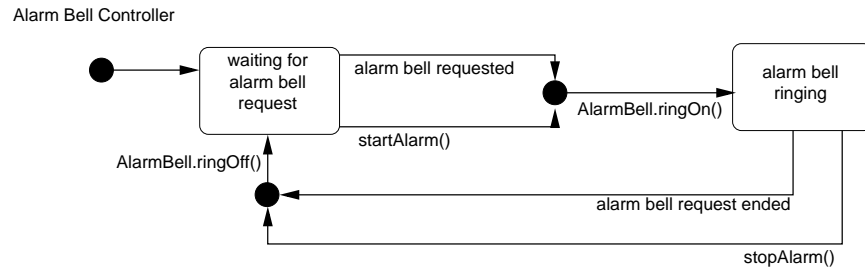 Alarm Bell Controller
waiting for
alarm bell
request
alarm bell requested
startAlarm()
AlarmBell.ringOn()
alarm bell
ringing
AlarmBell.ringOff()
alarm bell request ended
stopAlarm()